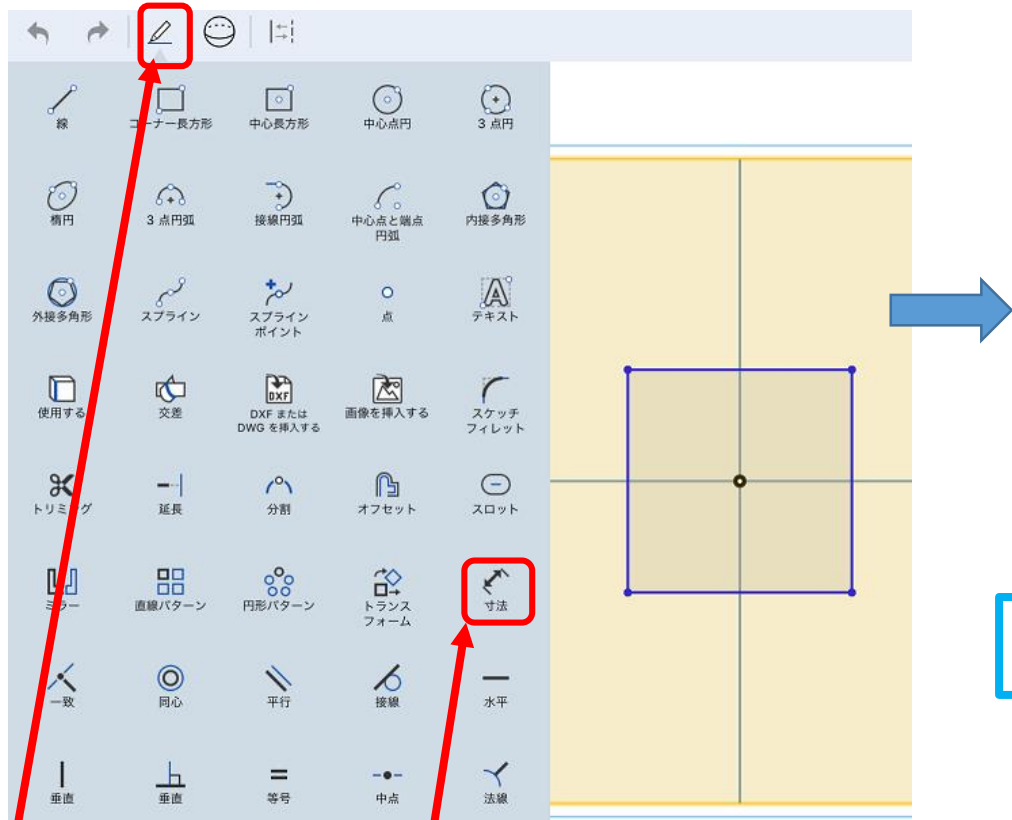 線
コーナー長方形
中心長方形
中心点円
3 点円
楕円
3 点円弧
接線円弧
中心点と端点
円弧
内接多角形
外接多角形
スプライン
スプライン
ポイント
点
A
テキスト
使用する
交差
DXF
DXF または
DWG を挿入する
画像を挿入する
スケッチ
フィレット
トリミング
延長
分割
オフセット
スロット
ミラー
直線パターン
円形パターン
トランス
フォーム
寸法
一致
同心
平行
接線
水平
垂直
垂直
等号
中点
法線